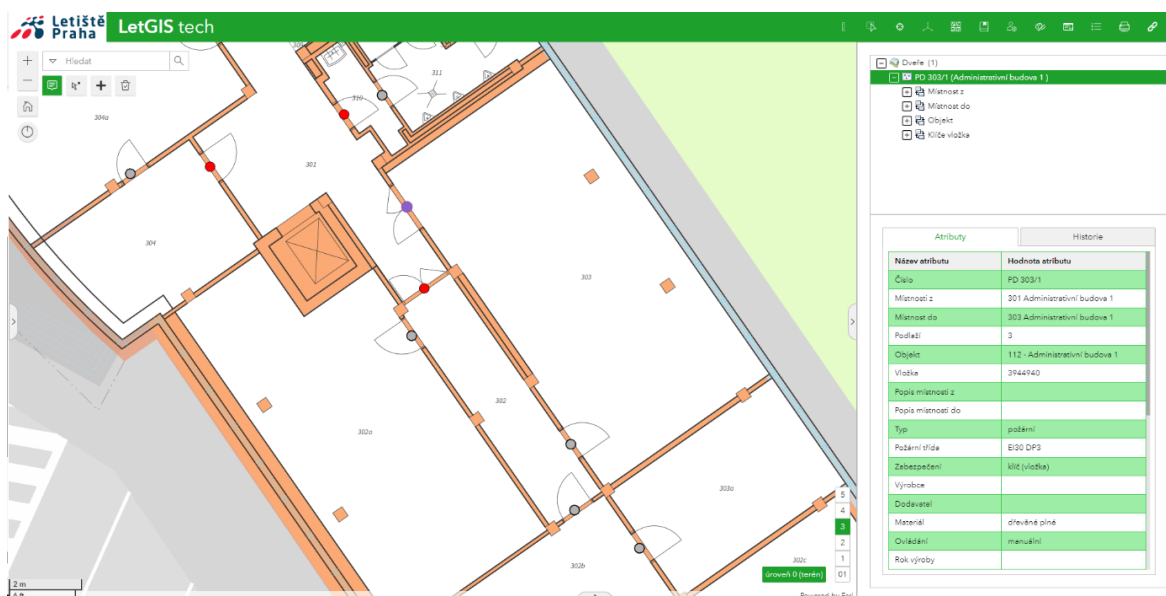 Letiště
Praha
LetGIS tech
Hledat
304a
310
311
301
304
303
302
302a
303a
302b
302c
5
4
3
2
1
01
úroveň 0 (terén)
2 m
Powered by Esri
Dveře (1)
PD 303/1 (Administrativní budova 1 )
Místnost z
Místnost do
Objekt
Klíče vložka
Atributy Historie
Název atributu Hodnota atributu
Číslo PD 303/1
Místnosti z 301 Administrativní budova 1
Místnost do 303 Administrativní budova 1
Podlaží 3
Objekt 112 - Administrativní budova 1
Vložka 3944940
Popis místnosti z
Popis místnosti do
Typ požární
Požární třída EI30 DP3
Zabezpečení klíč (vložka)
Výrobce
Dodavatel
Materiál dřevěné plné
Ovládání manuální
Rok výroby